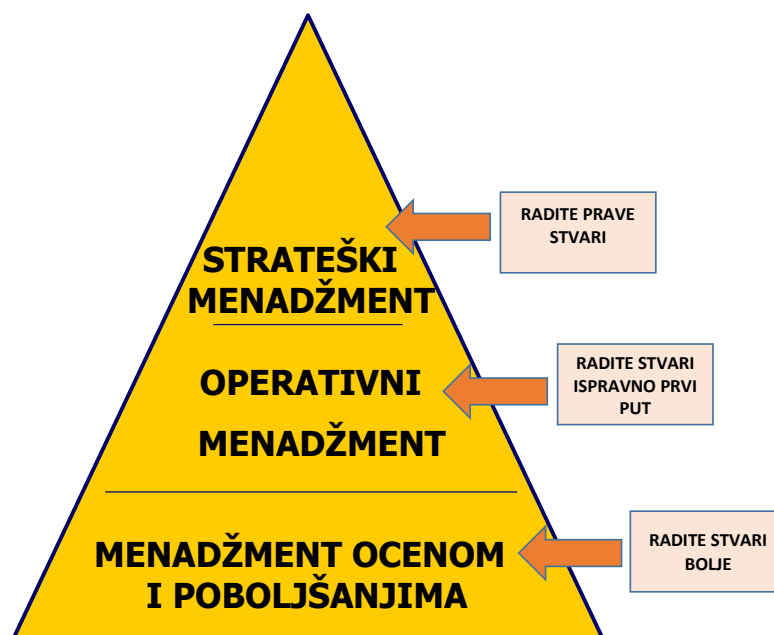 RADITE PRAVE
STVARI
STRATEŠKI
MENADŽMENT
RADITE STVARI
ISPRAVNO PRVI
PUT
OPERATIVNI
MENADŽMENT
RADITE STVARI
BOLJE
MENADŽMENT OCENOM
I POBOLJŠANJIMA